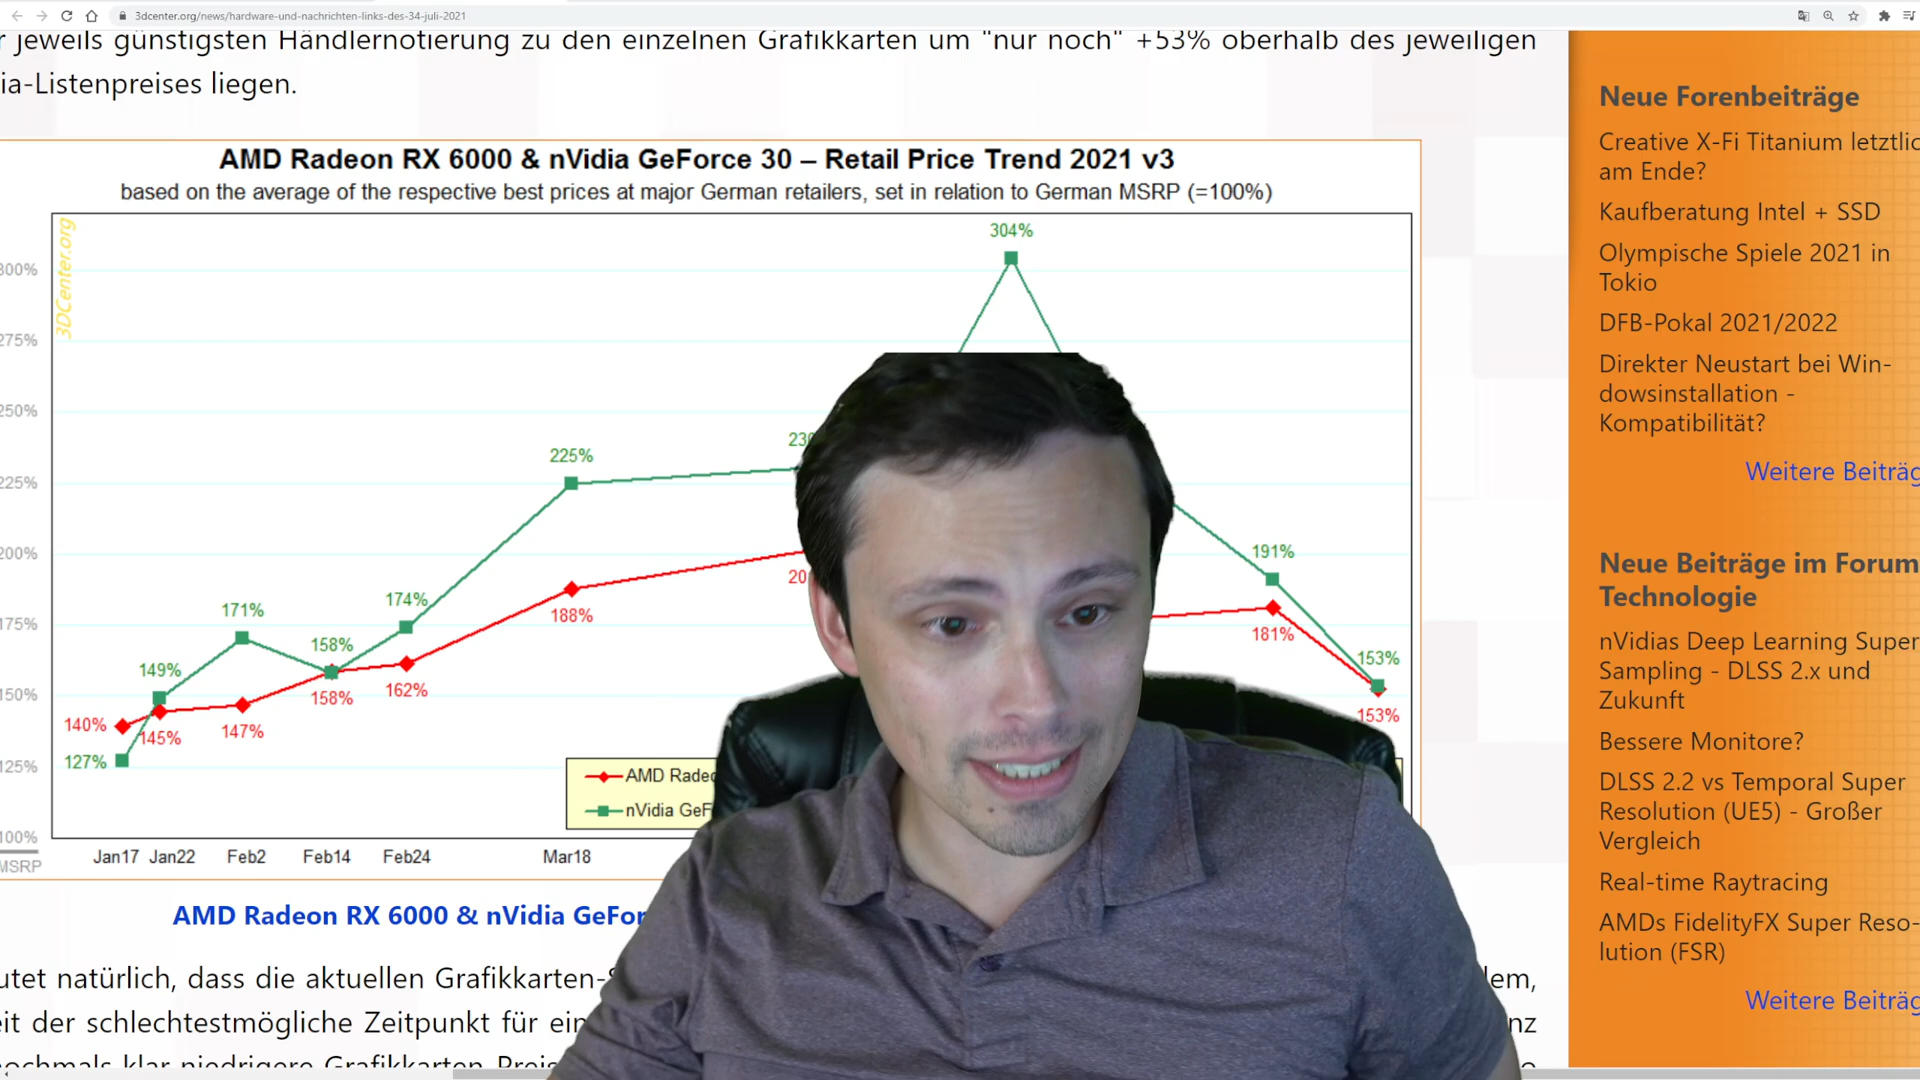 3dcenter.org/news/hardware-und-nachrichten-links-des-34-juli-2021
jeweils günstigsten Händlernotierung zu den einzelnen Grafikkarten um "nur noch" +53% oberhalb des jeweiligen
ia-Listenpreises liegen.
AMD Radeon RX 6000 & nVidia GeForce 30 – Retail Price Trend 2021 v3
based on the average of the respective best prices at major German retailers, set in relation to German MSRP (=100%)
3DCenter.org
304%
300%
275%
250%
230
225%
225%
200%
191%
171%
174%
20
188%
181%
175%
158%
149%
162%
158%
153%
150%
140%
145%
147%
153%
127%
125%
AMD Radeo
nVidia GeF
100%
MSRP
Jan17 Jan22 Feb2 Feb14 Feb24 Mar18
AMD Radeon RX 6000 & nVidia GeFor
utet natürlich, dass die aktuellen Grafikkarten-
eit der schlechtestmögliche Zeitpunkt für ein
nochmals klar niedrigere Grafikkarten-Preis
Neue Forenbeiträge
Creative X-Fi Titanium letztlic
am Ende?
Kaufberatung Intel + SSD
Olympische Spiele 2021 in
Tokio
DFB-Pokal 2021/2022
Direkter Neustart bei Win-
dowsinstallation -
Kompatibilität?
Weitere Beiträg
Neue Beiträge im Forum
Technologie
nVidias Deep Learning Super
Sampling - DLSS 2.x und
Zukunft
Bessere Monitore?
DLSS 2.2 vs Temporal Super
Resolution (UE5) - Großer
Vergleich
Real-time Raytracing
AMDs FidelityFX Super Reso-
lution (FSR)
Weitere Beiträg